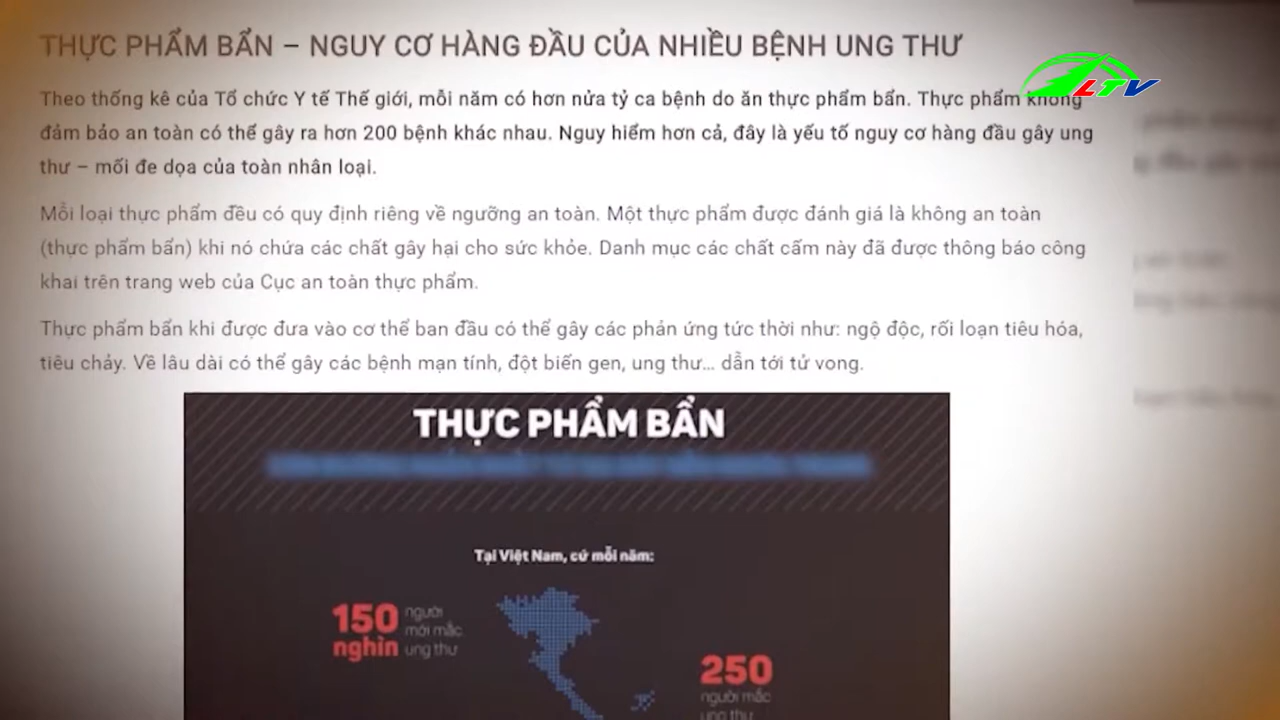 THỰC PHẨM BẨN – NGUY CƠ HÀNG ĐẦU CỦA NHIỀU BỆNH UNG THƯ
LTV
Theo thống kê của Tổ chức Y tế Thế giới, mỗi năm có hơn nửa tỷ ca bệnh do ăn thực phẩm bẩn. Thực phẩm không
đảm bảo an toàn có thể gây ra hơn 200 bệnh khác nhau. Nguy hiểm hơn cả, đây là yếu tố nguy cơ hàng đầu gây ung
thư – mối đe dọa của toàn nhân loại.
Mỗi loại thực phẩm đều có quy định riêng về ngưỡng an toàn. Một thực phẩm được đánh giá là không an toàn
(thực phẩm bẩn) khi nó chứa các chất gây hại cho sức khỏe. Danh mục các chất cấm này đã được thông báo công
khai trên trang web của Cục an toàn thực phẩm.
Thực phẩm bẩn khi được đưa vào cơ thể ban đầu có thể gây các phản ứng tức thời như: ngộ độc, rối loạn tiêu hóa,
tiêu chảy. Về lâu dài có thể gây các bệnh mạn tính, đột biến gen, ung thư... dẫn tới tử vong.
THỰC PHẨM BẨN
Tại Việt Nam, cứ mỗi năm:
150
nghìn
người
mới mắc
ung thư
250
người mắc
ung thư